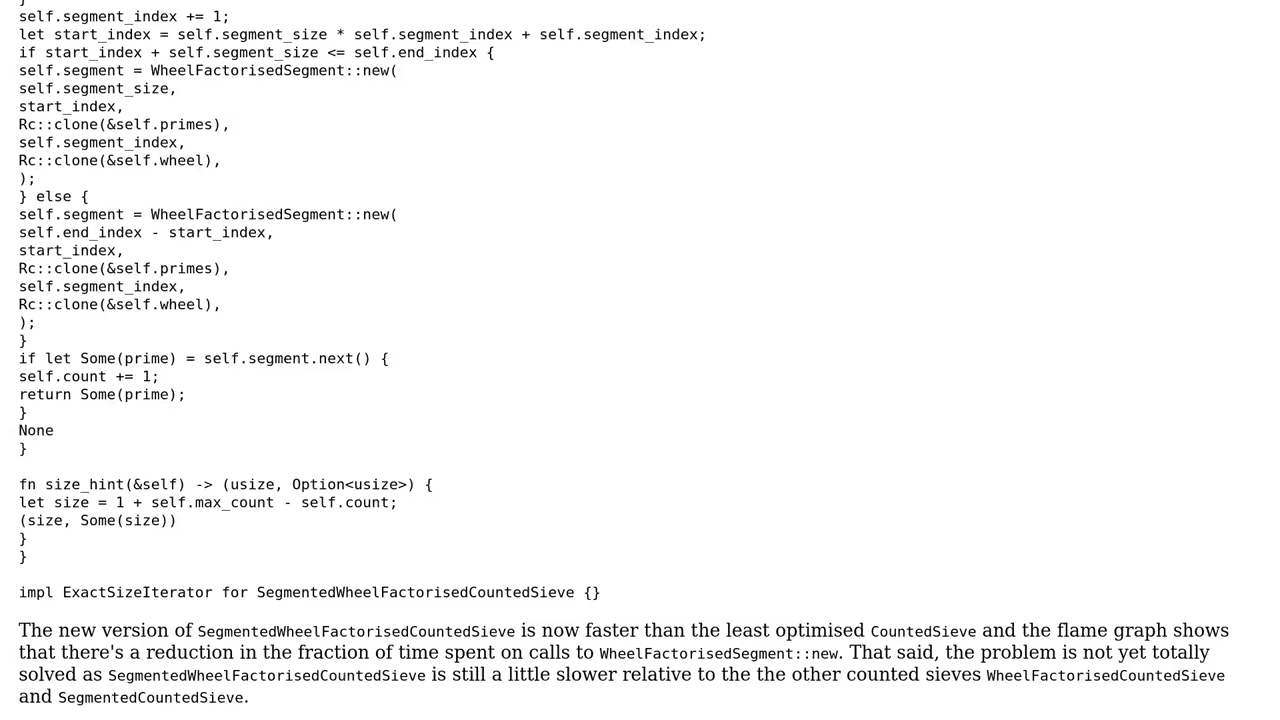 }
self.segment_index += 1;
let start_index = self.segment_size * self.segment_index + self.segment_index;
if start_index + self.segment_size <= self.end_index {
self.segment = WheelFactorisedSegment::new(
self.segment_size,
start_index,
Rc::clone(&self.primes),
self.segment_index,
Rc::clone(&self.wheel),
);
} else {
self.segment = WheelFactorisedSegment::new(
self.end_index - start_index,
start_index,
Rc::clone(&self.primes),
self.segment_index,
Rc::clone(&self.wheel),
);
}
if let Some(prime) = self.segment.next() {
self.count += 1;
return Some(prime);
}
None
}

fn size_hint(&self) -> (usize, Option<usize>) {
let size = 1 + self.max_count - self.count;
(size, Some(size))
}
}

impl ExactSizeIterator for SegmentedWheelFactorisedCountedSieve {}

The new version of SegmentedWheelFactorisedCountedSieve is now faster than the least optimised CountedSieve and the flame graph shows
that there's a reduction in the fraction of time spent on calls to WheelFactorisedSegment::new. That said, the problem is not yet totally
solved as SegmentedWheelFactorisedCountedSieve is still a little slower relative to the the other counted sieves WheelFactorisedCountedSieve
and SegmentedCountedSieve.